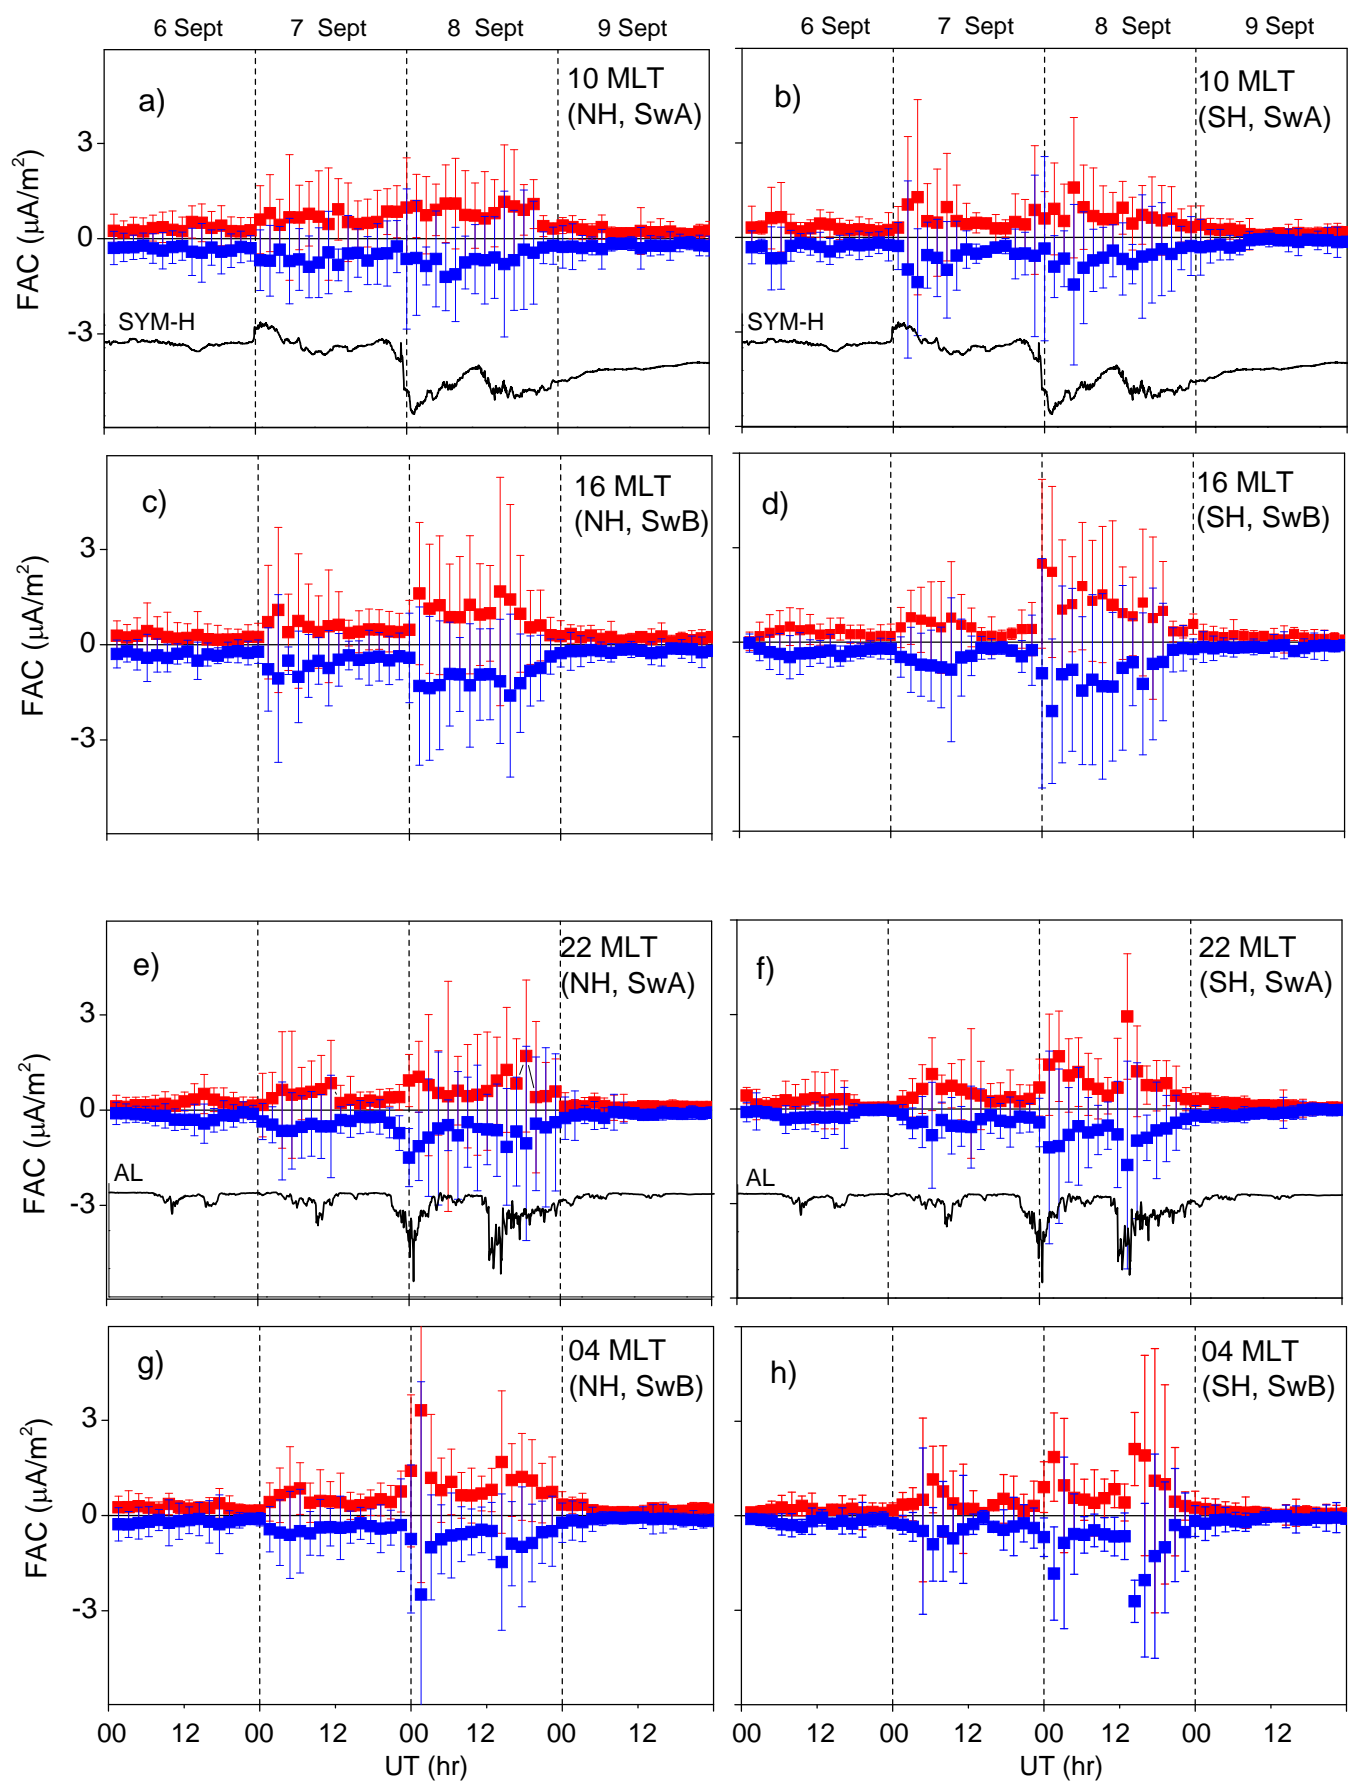 6 Sept 7 Sept 8 Sept 9 Sept 6 Sept 7 Sept 8 Sept 9 Sept
a)
10 MLT
(NH, SwA)
3
0
-3
FAC (μA/m²)
SYM-H
b)
10 MLT
(SH, SwA)
SYM-H
c)
16 MLT
(NH, SwB)
3
0
-3
FAC (μA/m²)
d)
16 MLT
(SH, SwB)
e)
22 MLT
(NH, SwA)
3
0
-3
FAC (μA/m²)
AL
f)
22 MLT
(SH, SwA)
AL
g)
04 MLT
(NH, SwB)
3
0
-3
FAC (μA/m²)
h)
04 MLT
(SH, SwB)
00 12 00 12 00 12 00 12 00 12 00 12 00 12 00 12
UT (hr) UT (hr)